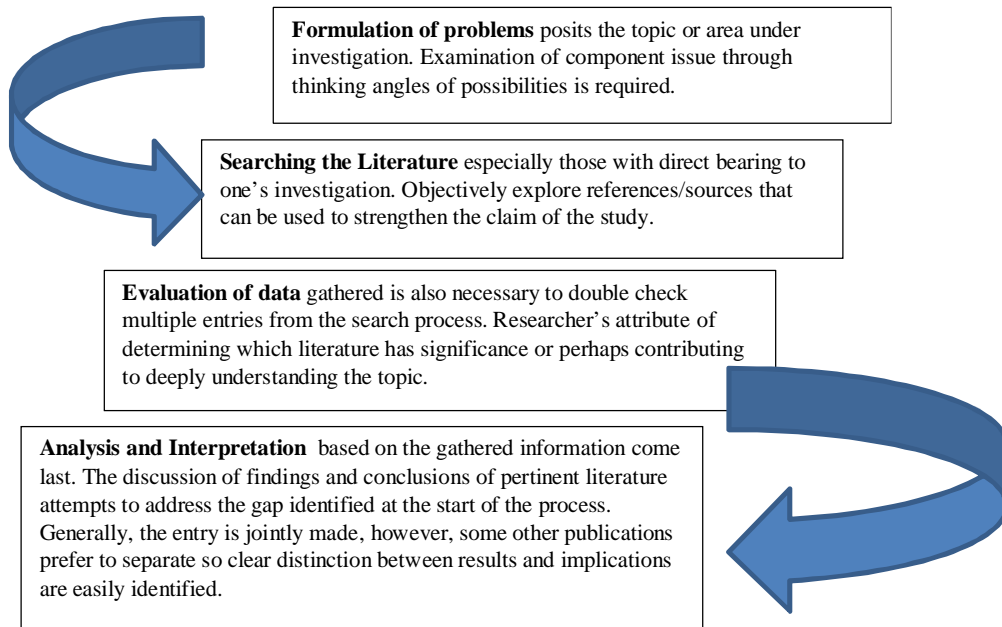 Formulation of problems posits the topic or area under
investigation. Examination of component issue through
thinking angles of possibilities is required.
Searching the Literature especially those with direct bearing to
one’s investigation. Objectively explore references/sources that
can be used to strengthen the claim of the study.
Evaluation of data gathered is also necessary to double check
multiple entries from the search process. Researcher’s attribute of
determining which literature has significance or perhaps contributing
to deeply understanding the topic.
Analysis and Interpretation based on the gathered information come
last. The discussion of findings and conclusions of pertinent literature
attempts to address the gap identified at the start of the process.
Generally, the entry is jointly made, however, some other publications
prefer to separate so clear distinction between results and implications
are easily identified.